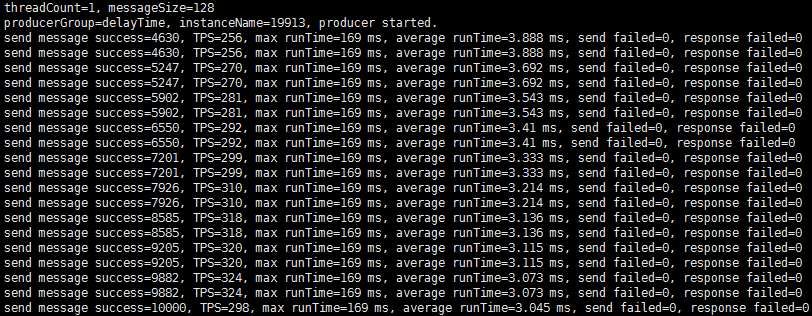 threadCount=1, messageSize=128
producerGroup=delayTime, instanceName=19913, producer started.
send message success=4630, TPS=256, max runTime=169 ms, average runTime=3.888 ms, send failed=0, response failed=0
send message success=4630, TPS=256, max runTime=169 ms, average runTime=3.888 ms, send failed=0, response failed=0
send message success=5247, TPS=270, max runTime=169 ms, average runTime=3.692 ms, send failed=0, response failed=0
send message success=5247, TPS=270, max runTime=169 ms, average runTime=3.692 ms, send failed=0, response failed=0
send message success=5902, TPS=281, max runTime=169 ms, average runTime=3.543 ms, send failed=0, response failed=0
send message success=5902, TPS=281, max runTime=169 ms, average runTime=3.543 ms, send failed=0, response failed=0
send message success=6550, TPS=292, max runTime=169 ms, average runTime=3.41 ms, send failed=0, response failed=0
send message success=6550, TPS=292, max runTime=169 ms, average runTime=3.41 ms, send failed=0, response failed=0
send message success=7201, TPS=299, max runTime=169 ms, average runTime=3.333 ms, send failed=0, response failed=0
send message success=7201, TPS=299, max runTime=169 ms, average runTime=3.333 ms, send failed=0, response failed=0
send message success=7926, TPS=310, max runTime=169 ms, average runTime=3.214 ms, send failed=0, response failed=0
send message success=7926, TPS=310, max runTime=169 ms, average runTime=3.214 ms, send failed=0, response failed=0
send message success=8585, TPS=318, max runTime=169 ms, average runTime=3.136 ms, send failed=0, response failed=0
send message success=8585, TPS=318, max runTime=169 ms, average runTime=3.136 ms, send failed=0, response failed=0
send message success=9205, TPS=320, max runTime=169 ms, average runTime=3.115 ms, send failed=0, response failed=0
send message success=9205, TPS=320, max runTime=169 ms, average runTime=3.115 ms, send failed=0, response failed=0
send message success=9882, TPS=324, max runTime=169 ms, average runTime=3.073 ms, send failed=0, response failed=0
send message success=9882, TPS=324, max runTime=169 ms, average runTime=3.073 ms, send failed=0, response failed=0
send message success=10000, TPS=298, max runTime=169 ms, average runTime=3.045 ms, send failed=0, response failed=0